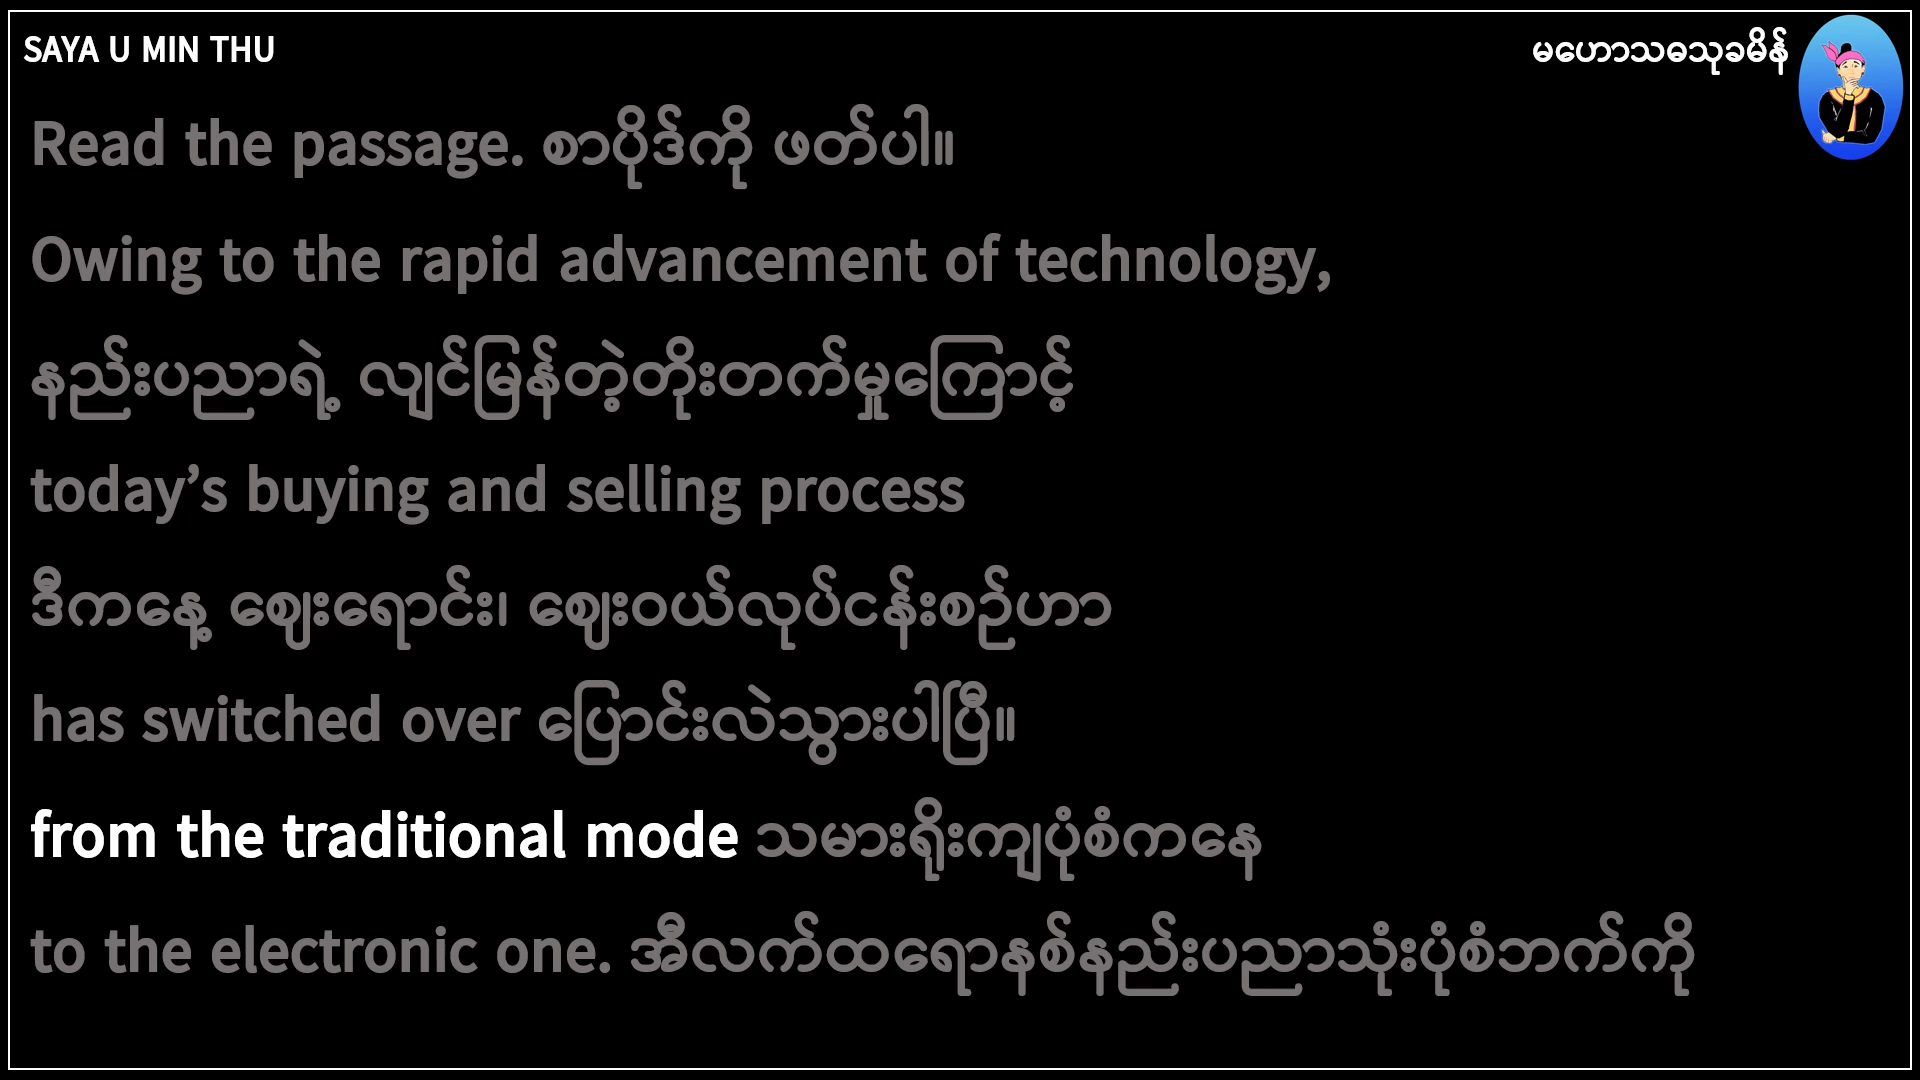 SAYA U MIN THU
မဟောသဓသုခမိန်
Read the passage. စာပိုဒ်ကို ဖတ်ပါ။
Owing to the rapid advancement of technology,
နည်းပညာရဲ့ လျင်မြန်တဲ့တိုးတက်မှုကြောင့်
today’s buying and selling process
ဒီကနေ့ ဈေးရောင်း၊ ဈေးဝယ်လုပ်ငန်းစဉ်ဟာ
has switched over ပြောင်းလဲသွားပါပြီ။
from the traditional mode သမားရိုးကျပုံစံကနေ
to the electronic one. အီလက်ထရောနစ်နည်းပညာသုံးပုံစံဘက်ကို